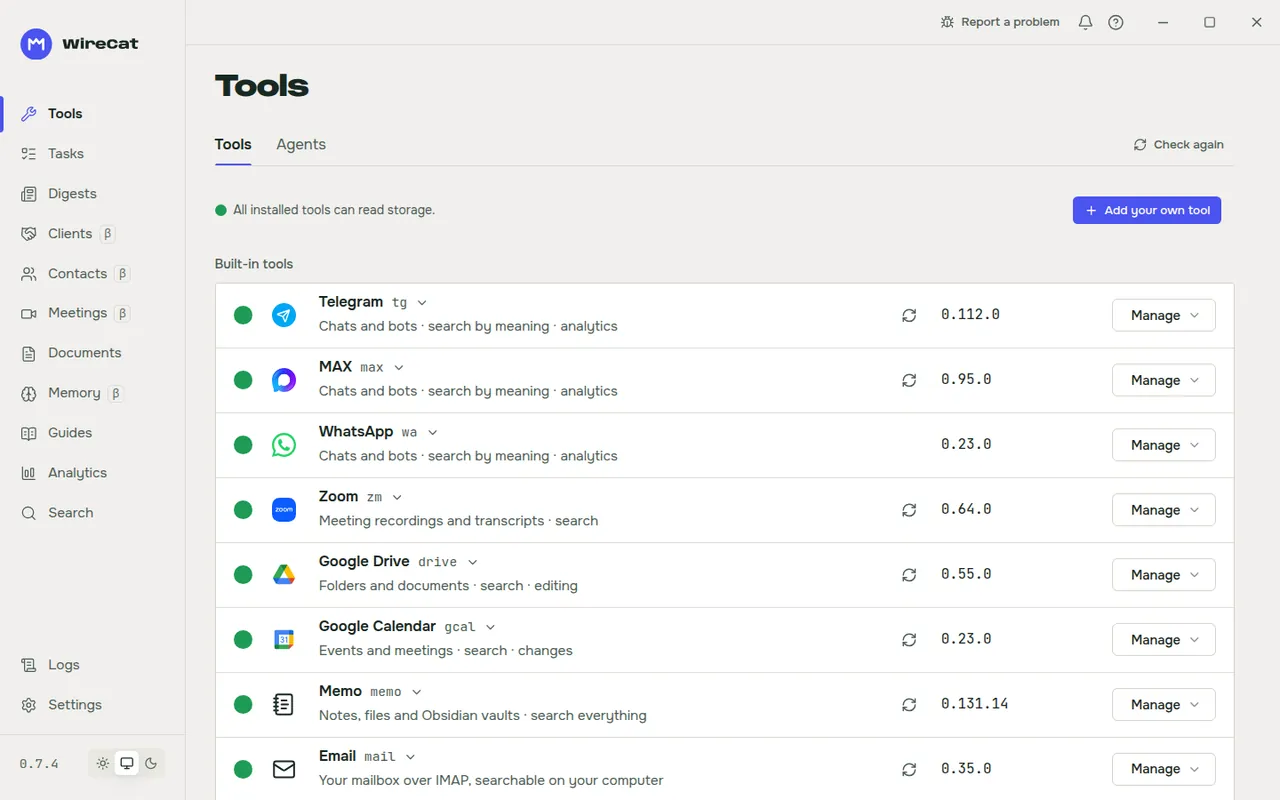 Report a problem
WireCat
Tools
Tasks
Digests
Clients β
Contacts β
Meetings β
Documents
Memory β
Guides
Analytics
Search
Logs
Settings
0.7.4
Tools
Tools Agents Check again
All installed tools can read storage. + Add your own tool
Built-in tools
Telegram tg
Chats and bots · search by meaning · analytics
0.112.0 Manage
MAX max
Chats and bots · search by meaning · analytics
0.95.0 Manage
WhatsApp wa
Chats and bots · search by meaning · analytics
0.23.0 Manage
zoom
Zoom zm
Meeting recordings and transcripts · search
0.64.0 Manage
Google Drive drive
Folders and documents · search · editing
0.55.0 Manage
31
Google Calendar gcal
Events and meetings · search · changes
0.23.0 Manage
Memo memo
Notes, files and Obsidian vaults · search everything
0.131.14 Manage
Email mail
Your mailbox over IMAP, searchable on your computer
0.35.0 Manage